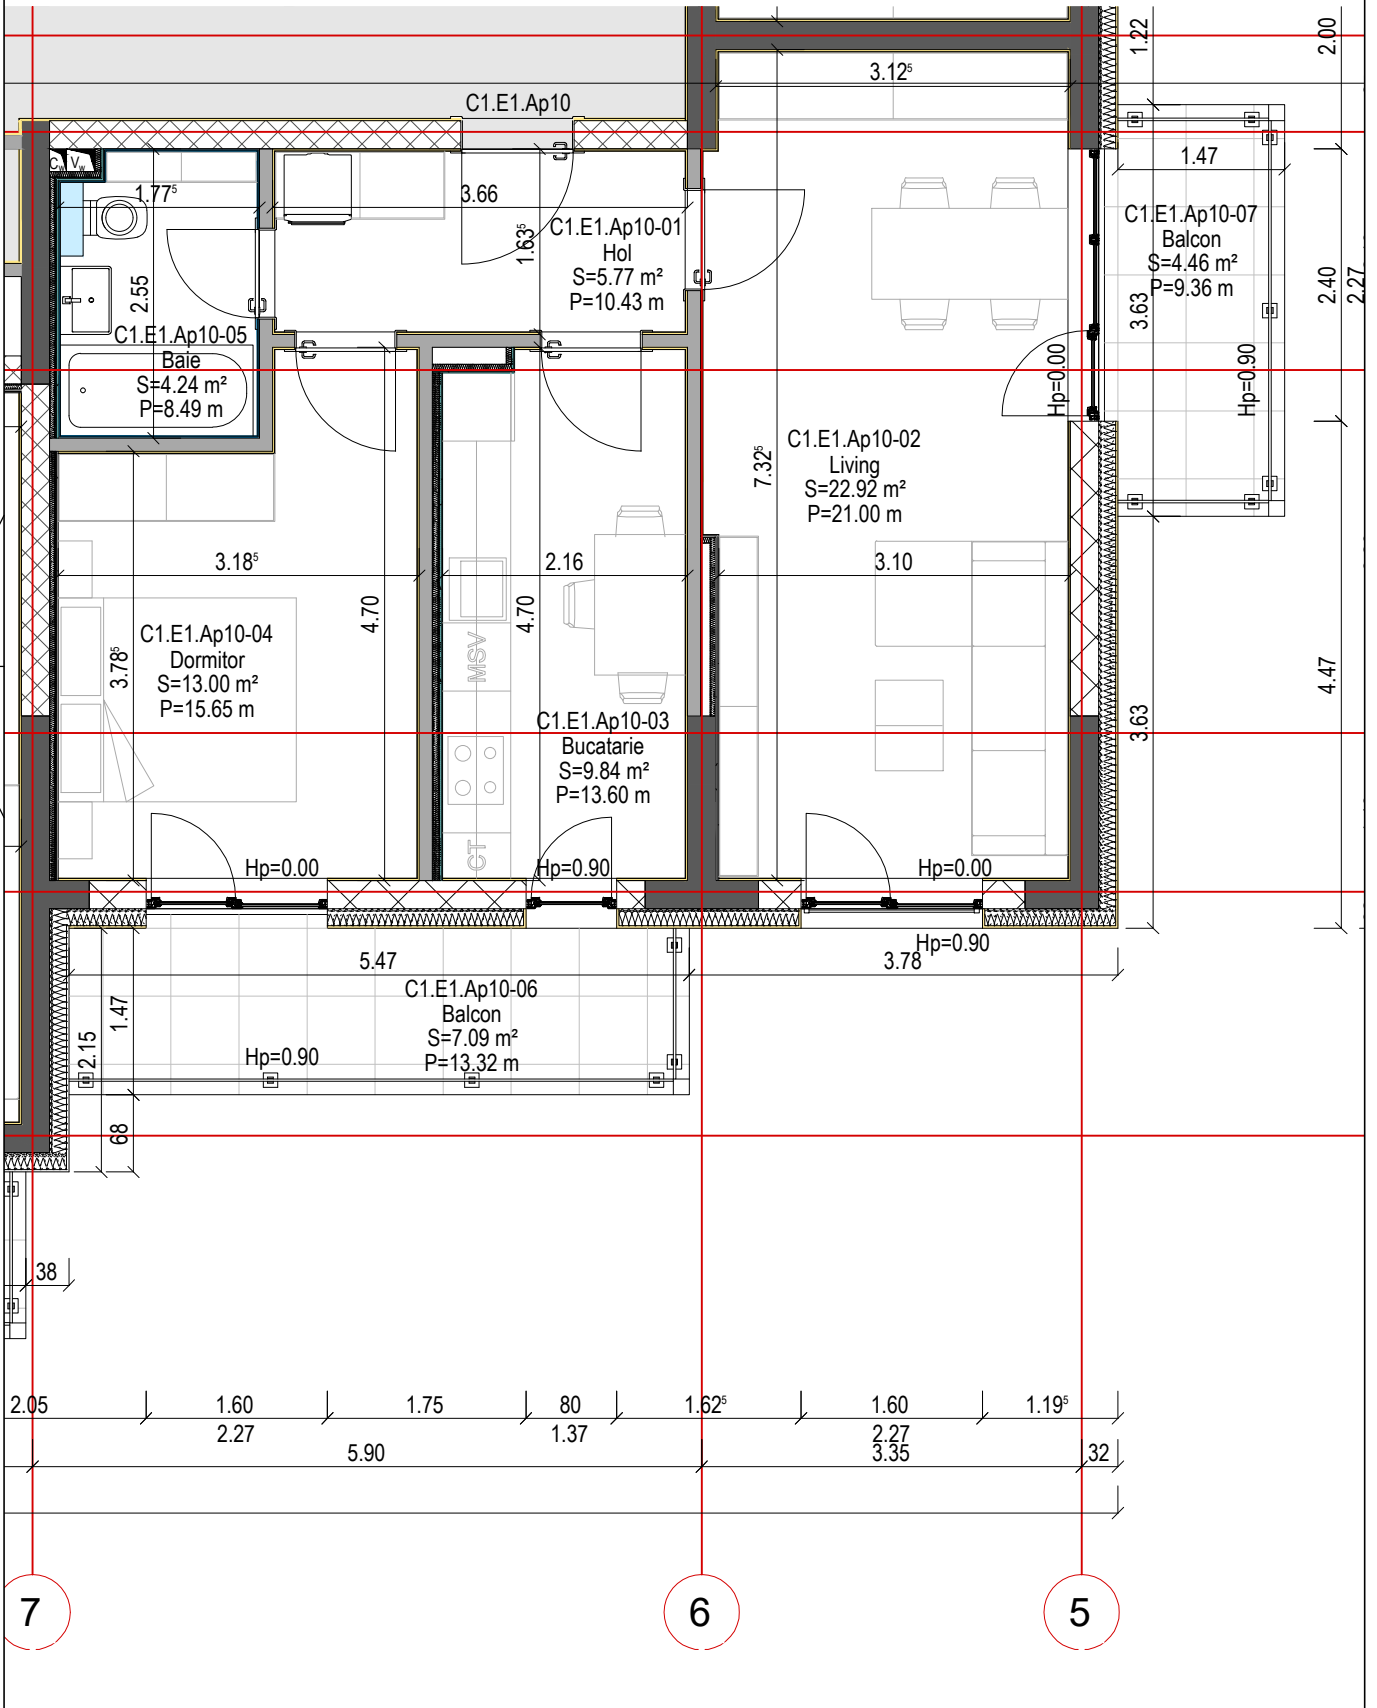 1.22
2.00
3.12⁵
C1.E1.Ap10
1.47
Cw
Vw
1.77⁵
3.66
1.63⁵
C1.E1.Ap10-01
Hol
S=5.77 m²
P=10.43 m
C1.E1.Ap10-07
Balcon
S=4.46 m²
P=9.36 m
2.40
2.27
2.55
3.63
C1.E1.Ap10-05
Baie
S=4.24 m²
P=8.49 m
Hp=0.00
Hp=0.90
7.32⁵
C1.E1.Ap10-02
Living
S=22.92 m²
P=21.00 m
3.18⁵
2.16
3.10
4.70
4.70
C1.E1.Ap10-04
Dormitor
S=13.00 m²
P=15.65 m
3.78⁵
MSV
4.47
3.63
C1.E1.Ap10-03
Bucatarie
S=9.84 m²
P=13.60 m
CT
Hp=0.00
Hp=0.90
Hp=0.00
Hp=0.90
5.47
3.78
C1.E1.Ap10-06
Balcon
S=7.09 m²
P=13.32 m
1.47
2.15
Hp=0.90
68
38
2.05
1.60
1.75
80
1.62⁵
1.60
1.19⁵
2.27
1.37
2.27
5.90
3.35
32
7
6
5